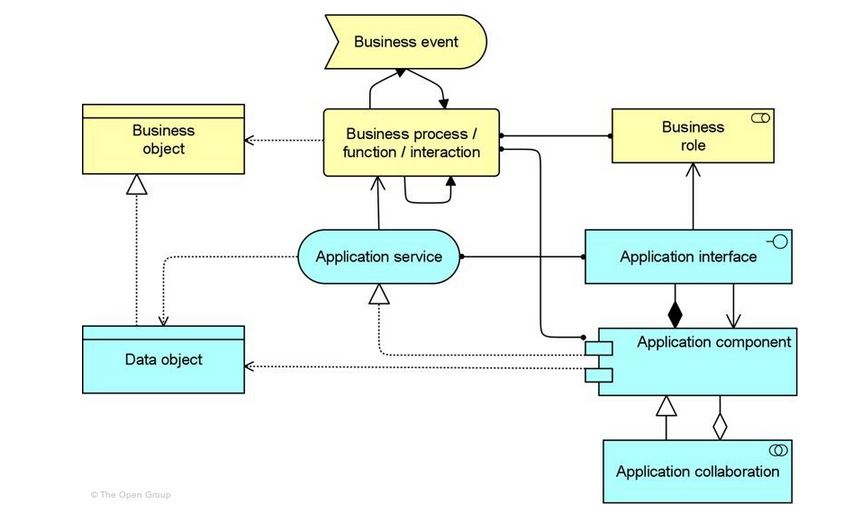 Business event
Business
object
Business process /
function / interaction
Business
role
Application service
Application interface
Data object
Application component
Application collaboration
© The Open Group